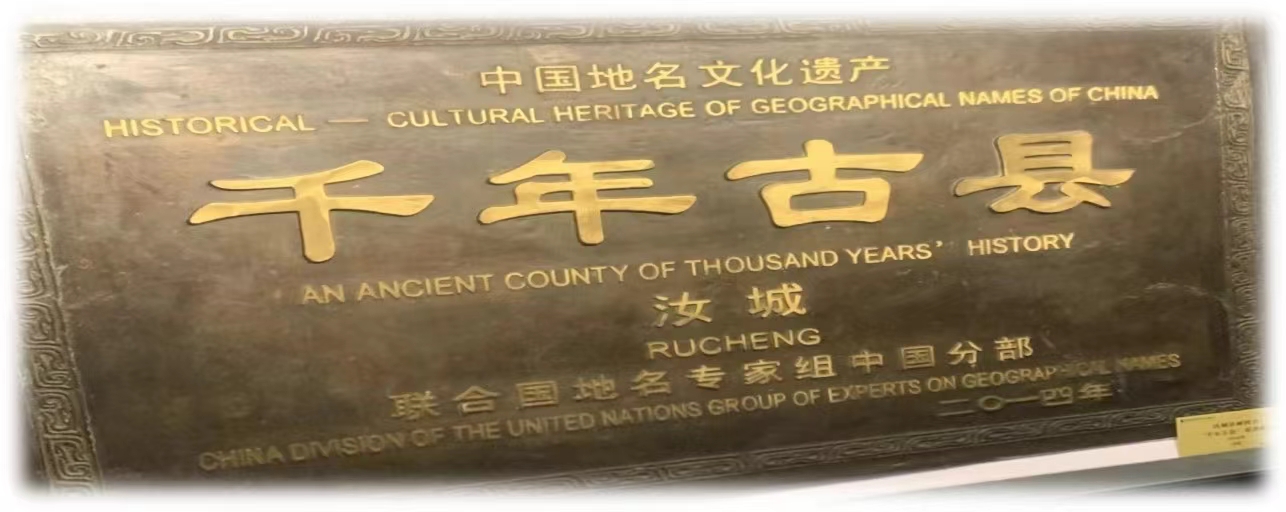 中国地名文化遗产
HISTORICAL — CULTURAL HERITAGE OF GEOGRAPHICAL NAMES OF CHINA
千年古县
AN ANCIENT COUNTY OF THOUSAND YEARS' HISTORY
汝城
RUCHENG
联合国地名专家组中国分部
CHINA DIVISION OF THE UNITED NATIONS GROUP OF EXPERTS ON GEOGRAPHICAL NAMES
二〇一四年